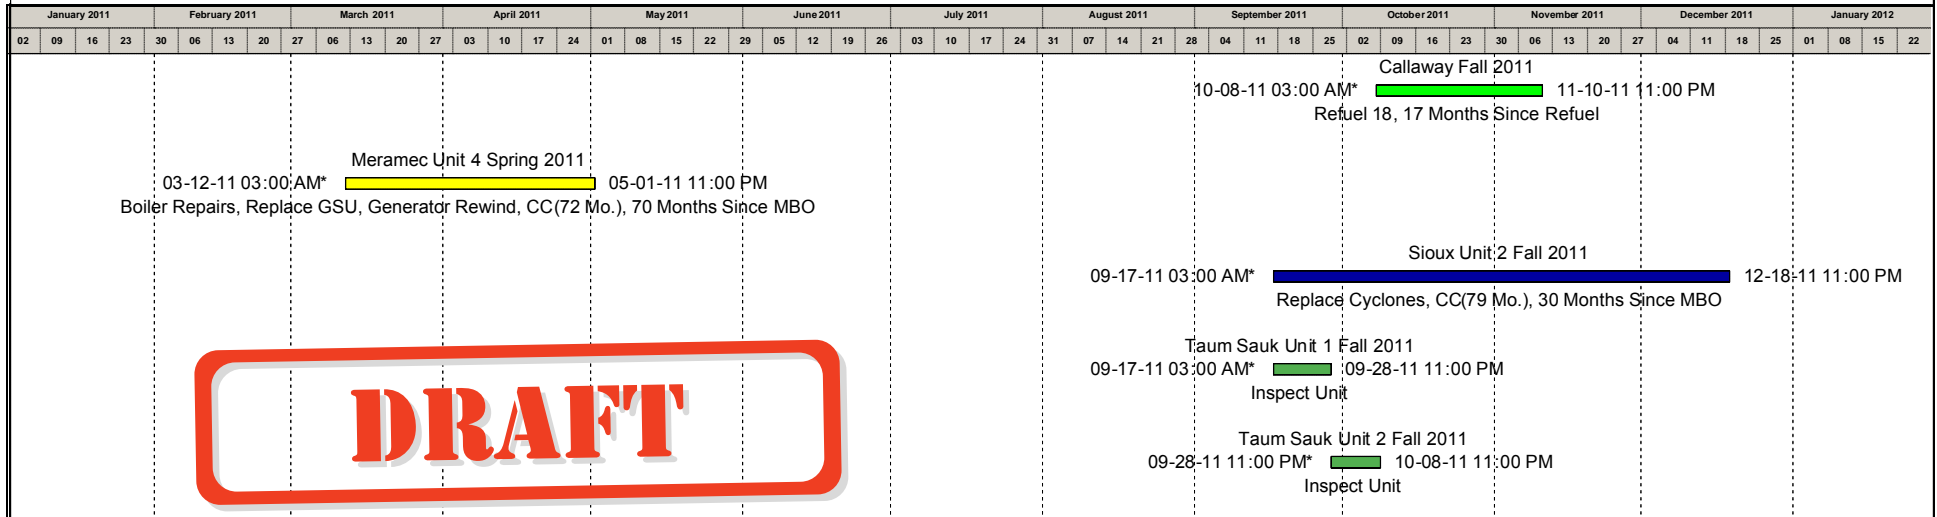 January 2011 February 2011 March 2011 April 2011 May 2011 June 2011 July 2011 August 2011 September 2011 October 2011 November 2011 December 2011 January 2012
02 09 16 23 30 06 13 20 27 06 13 20 27 03 10 17 24 01 08 15 22 29 05 12 19 26 03 10 17 24 31 07 14 21 28 04 11 18 25 02 09 16 23 30 06 13 20 27 04 11 18 25 01 08 15 22
Callaway Fall 2011
10-08-11 03:00 AM* 11-10-11 11:00 PM
Refuel 18, 17 Months Since Refuel
Meramec Unit 4 Spring 2011
03-12-11 03:00 AM* 05-01-11 11:00 PM
Boiler Repairs, Replace GSU, Generator Rewind, CC(72 Mo.), 70 Months Since MBO
Sioux Unit 2 Fall 2011
09-17-11 03:00 AM* 12-18-11 11:00 PM
Replace Cyclones, CC(79 Mo.), 30 Months Since MBO
Taum Sauk Unit 1 Fall 2011
09-17-11 03:00 AM* 09-28-11 11:00 PM
Inspect Unit
Taum Sauk Unit 2 Fall 2011
09-28-11 11:00 PM* 10-08-11 11:00 PM
Inspect Unit
DRAFT